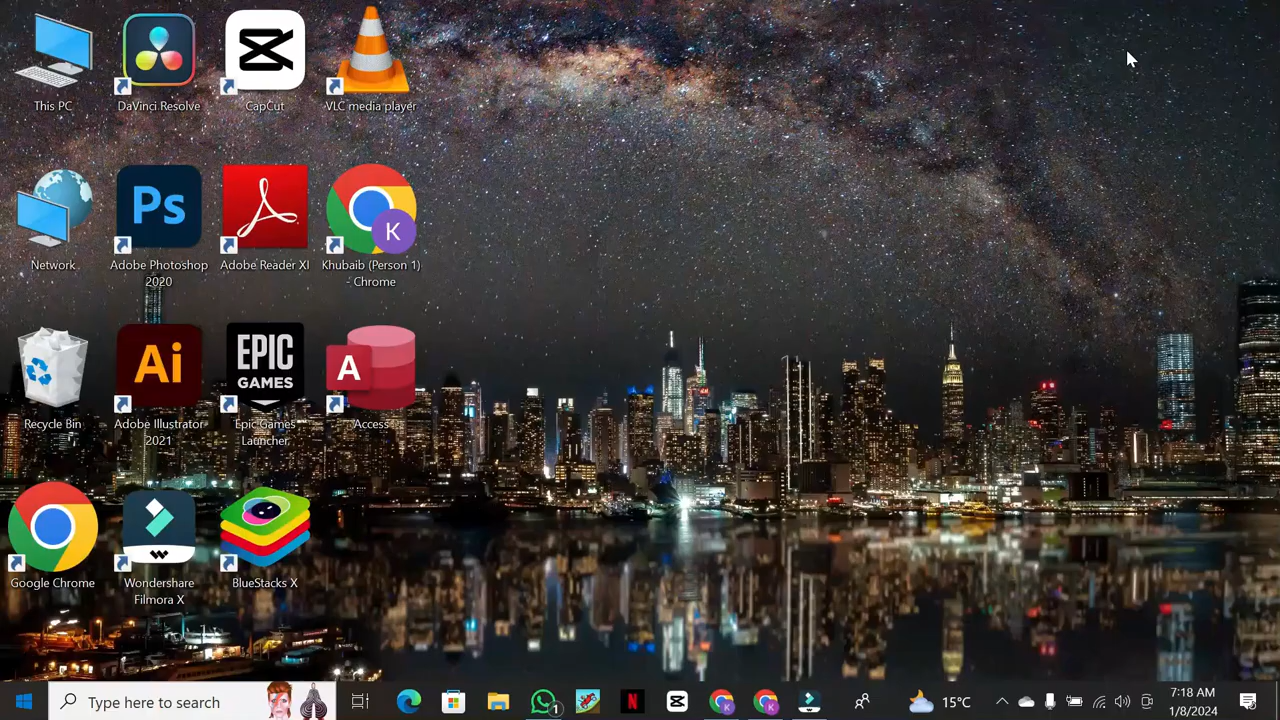 This PC
DaVinci Resolve
CapCut
VLC media player
Ps
K
Network
Adobe Photoshop
2020
Adobe Reader XI
Khubaib (Person 1)
- Chrome
Ai
EPIC
GAMES
A
Recycle Bin
Adobe Illustrator
2021
Epic Games
Launcher
Access
Google Chrome
Wondershare
Filmora X
BlueStacks X
Type here to search
1
N
15°C
7:18 AM
1/8/2024